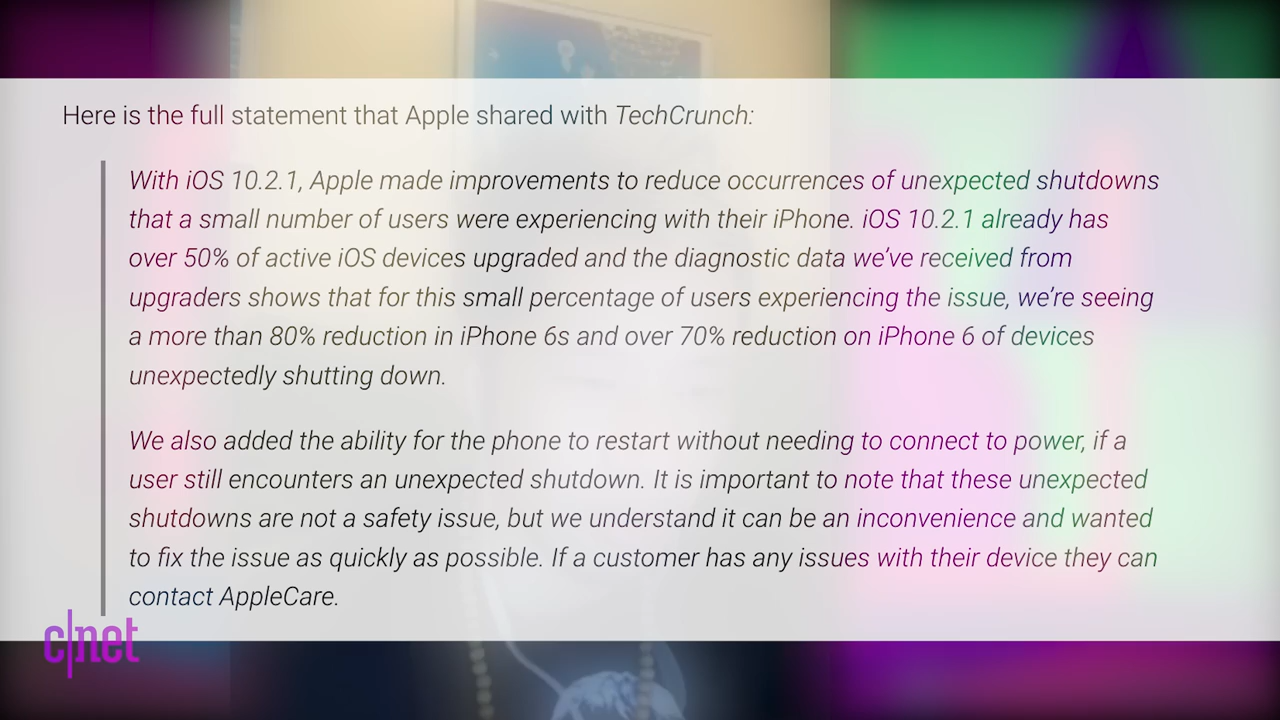 Here is the full statement that Apple shared with TechCrunch:
With iOS 10.2.1, Apple made improvements to reduce occurrences of unexpected shutdowns
that a small number of users were experiencing with their iPhone. iOS 10.2.1 already has
over 50% of active iOS devices upgraded and the diagnostic data we’ve received from
upgraders shows that for this small percentage of users experiencing the issue, we’re seeing
a more than 80% reduction in iPhone 6s and over 70% reduction on iPhone 6 of devices
unexpectedly shutting down.
We also added the ability for the phone to restart without needing to connect to power, if a
user still encounters an unexpected shutdown. It is important to note that these unexpected
shutdowns are not a safety issue, but we understand it can be an inconvenience and wanted
to fix the issue as quickly as possible. If a customer has any issues with their device they can
contact AppleCare.
c|net